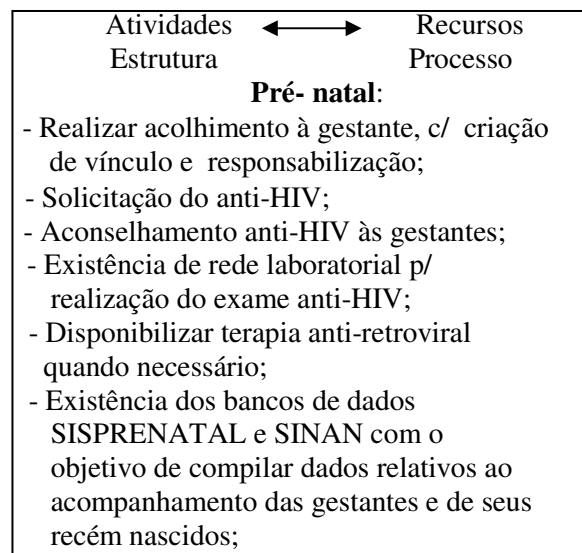 Atividades Recursos
Estrutura Processo
Pré- natal:
- Realizar acolhimento à gestante, c/ criação
de vínculo e responsabilização;
- Solicitação do anti-HIV;
- Aconselhamento anti-HIV às gestantes;
- Existência de rede laboratorial p/
realização do exame anti-HIV;
- Disponibilizar terapia anti-retroviral
quando necessário;
- Existência dos bancos de dados
SISPRENATAL e SINAN com o
objetivo de compilar dados relativos ao
acompanhamento das gestantes e de seus
recém nascidos;